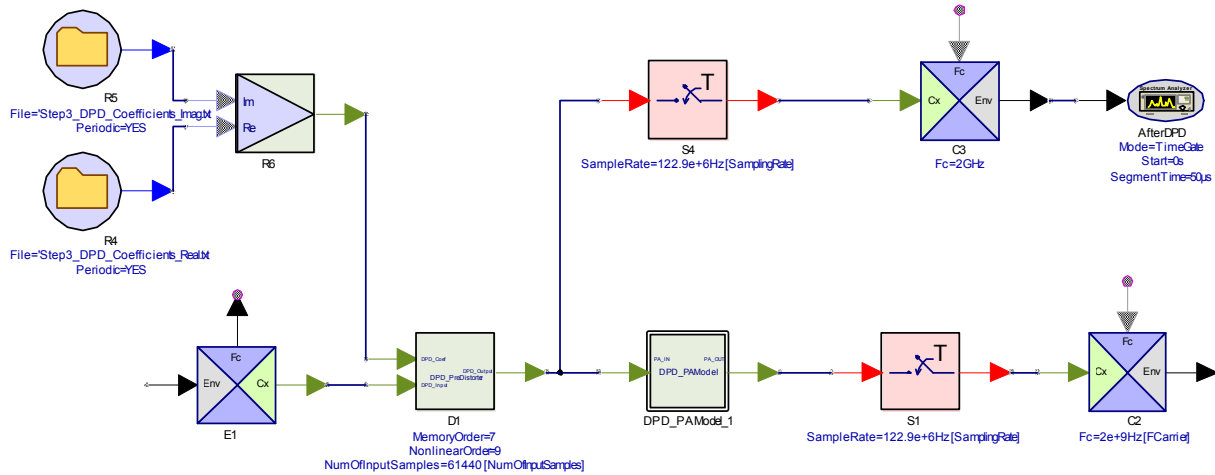 R5
File='Step3_DPD_Coefficients_Imag.txt
Periodic=YES
Im
Re
R6
R4
File='Step3_DPD_Coefficients_Real.txt
Periodic=YES
T
S4
SampleRate=122.9e+6Hz [SamplingRate]
Fc
Cx
Env
C3
Fc=2GHz
Spectrum Analyzer
AfterDPD
Mode=TimeGate
Start=0s
SegmentTime=50µs
Fc
Env
Cx
E1
DPD_Coef
DPD_Output
DPD_PreDistorter
DPD_Input
D1
MemoryOrder=7
NonlinearOrder=9
NumOfInputSamples=61440 [NumOfInputSamples]
PA_IN
PA_OUT
DPD_PAModel
DPD_PAModel_1
T
S1
SampleRate=122.9e+6Hz [SamplingRate]
Fc
Cx
Env
C2
Fc=2e+9Hz [FCarrier]